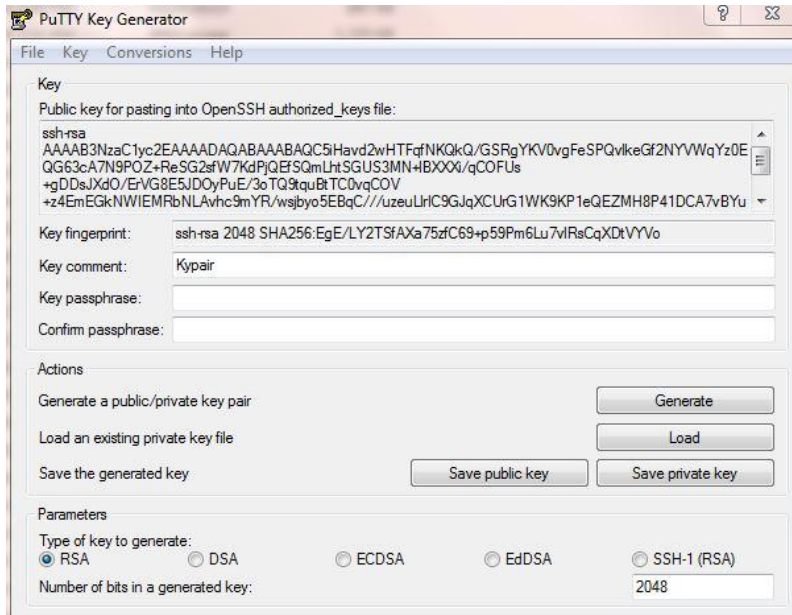 PuTTY Key Generator
File Key Conversions Help
Key
Public key for pasting into OpenSSH authorized_keys file:
ssh-rsa
AAAAB3NzaC1yc2EAAAADAQABAAABAQC5iHavd2wHTFqfNKQkQ/GSRgYKV0vgFeSPQvlkeGf2NYVWqYz0E
QG63cA7N9POZ+ReSG2sfW7KdPjQEfSQmLhtSGUS3MN+IBXXXi/qCOFUs
+gDDsJXdO/ErVG8E5JDOyPuE/3oTQ9tquBtTC0vqCOV
+z4EmEGkNWIEMRbNLAvhc9mYR/wsjbyo5EBqC///uzeuLlrlC9GJqXCUrG1WK9KP1eQEZMH8P41DCA7vBYu
Key fingerprint: ssh-rsa 2048 SHA256:EgE/LY2TSfAXa75zfC69+p59Pm6Lu7vlRsCqXDtVYVo
Key comment: Kypair
Key passphrase:
Confirm passphrase:
Actions
Generate a public/private key pair Generate
Load an existing private key file Load
Save the generated key Save public key Save private key
Parameters
Type of key to generate:
RSA DSA ECDSA EdDSA SSH-1 (RSA)
Number of bits in a generated key: 2048